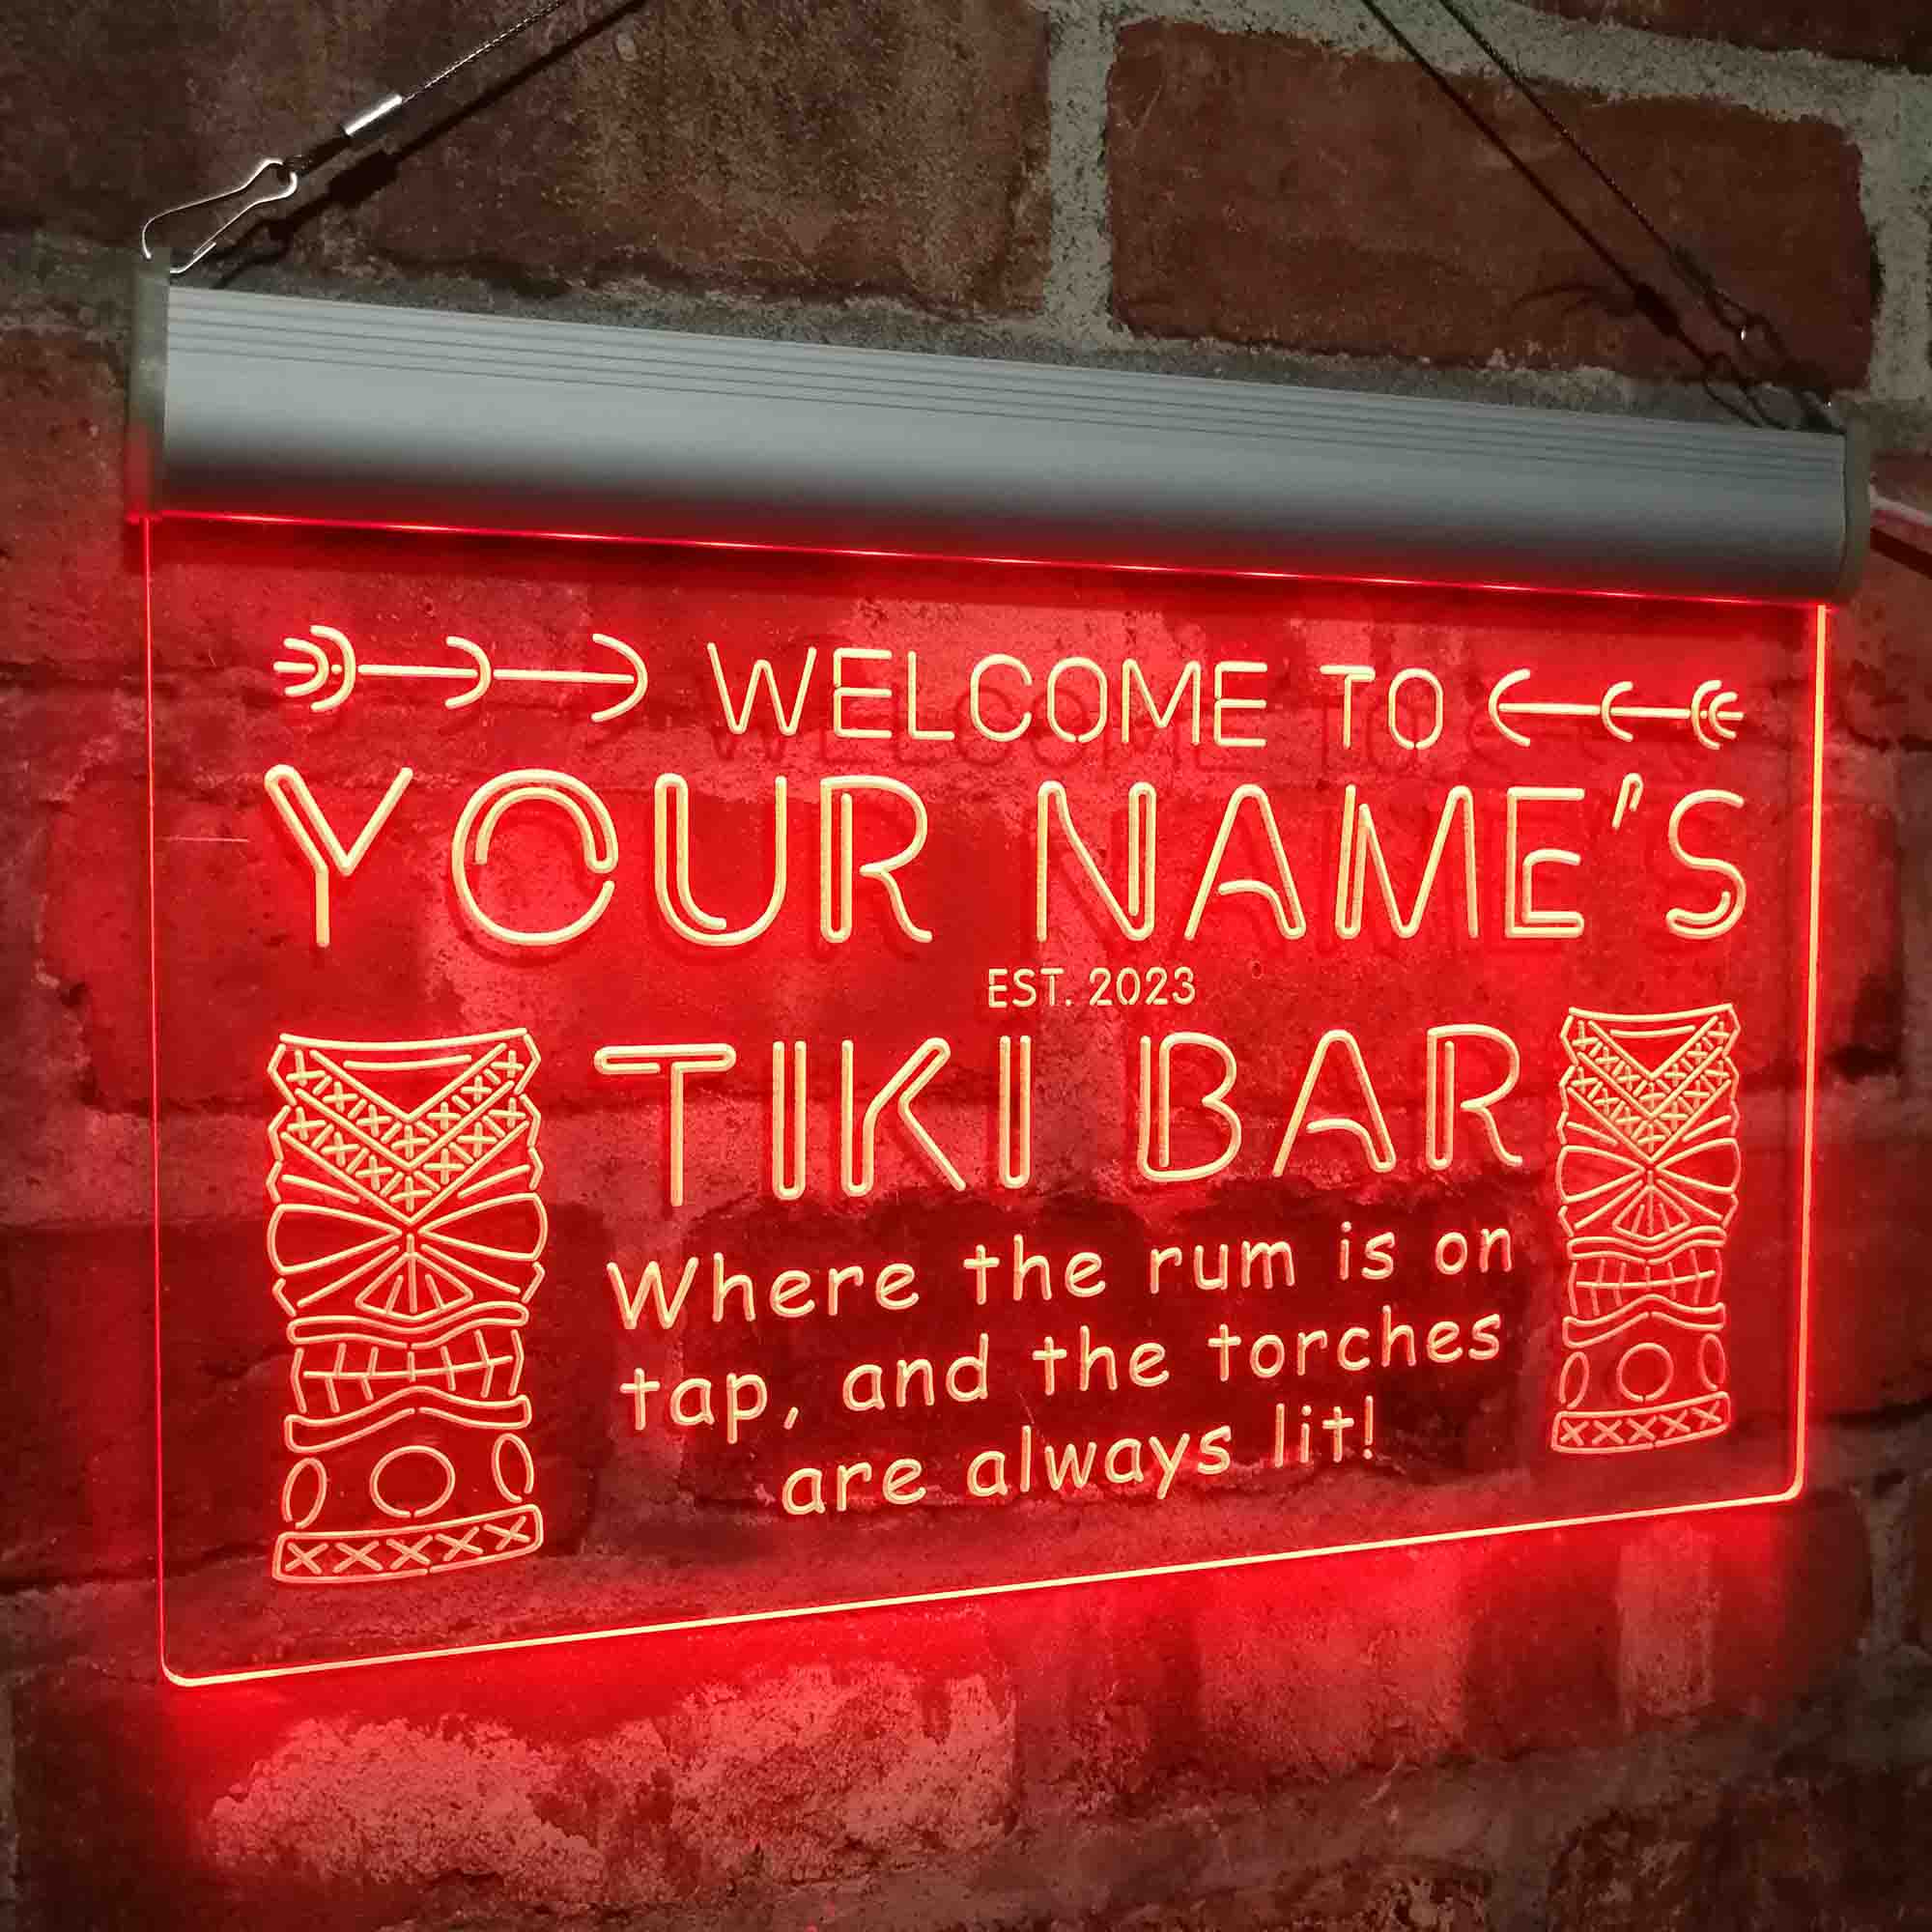 WELCOME TO
YOUR NAME'S
EST. 2023
TIKI BAR
Where the rum is on
tap, and the torches
are always lit!